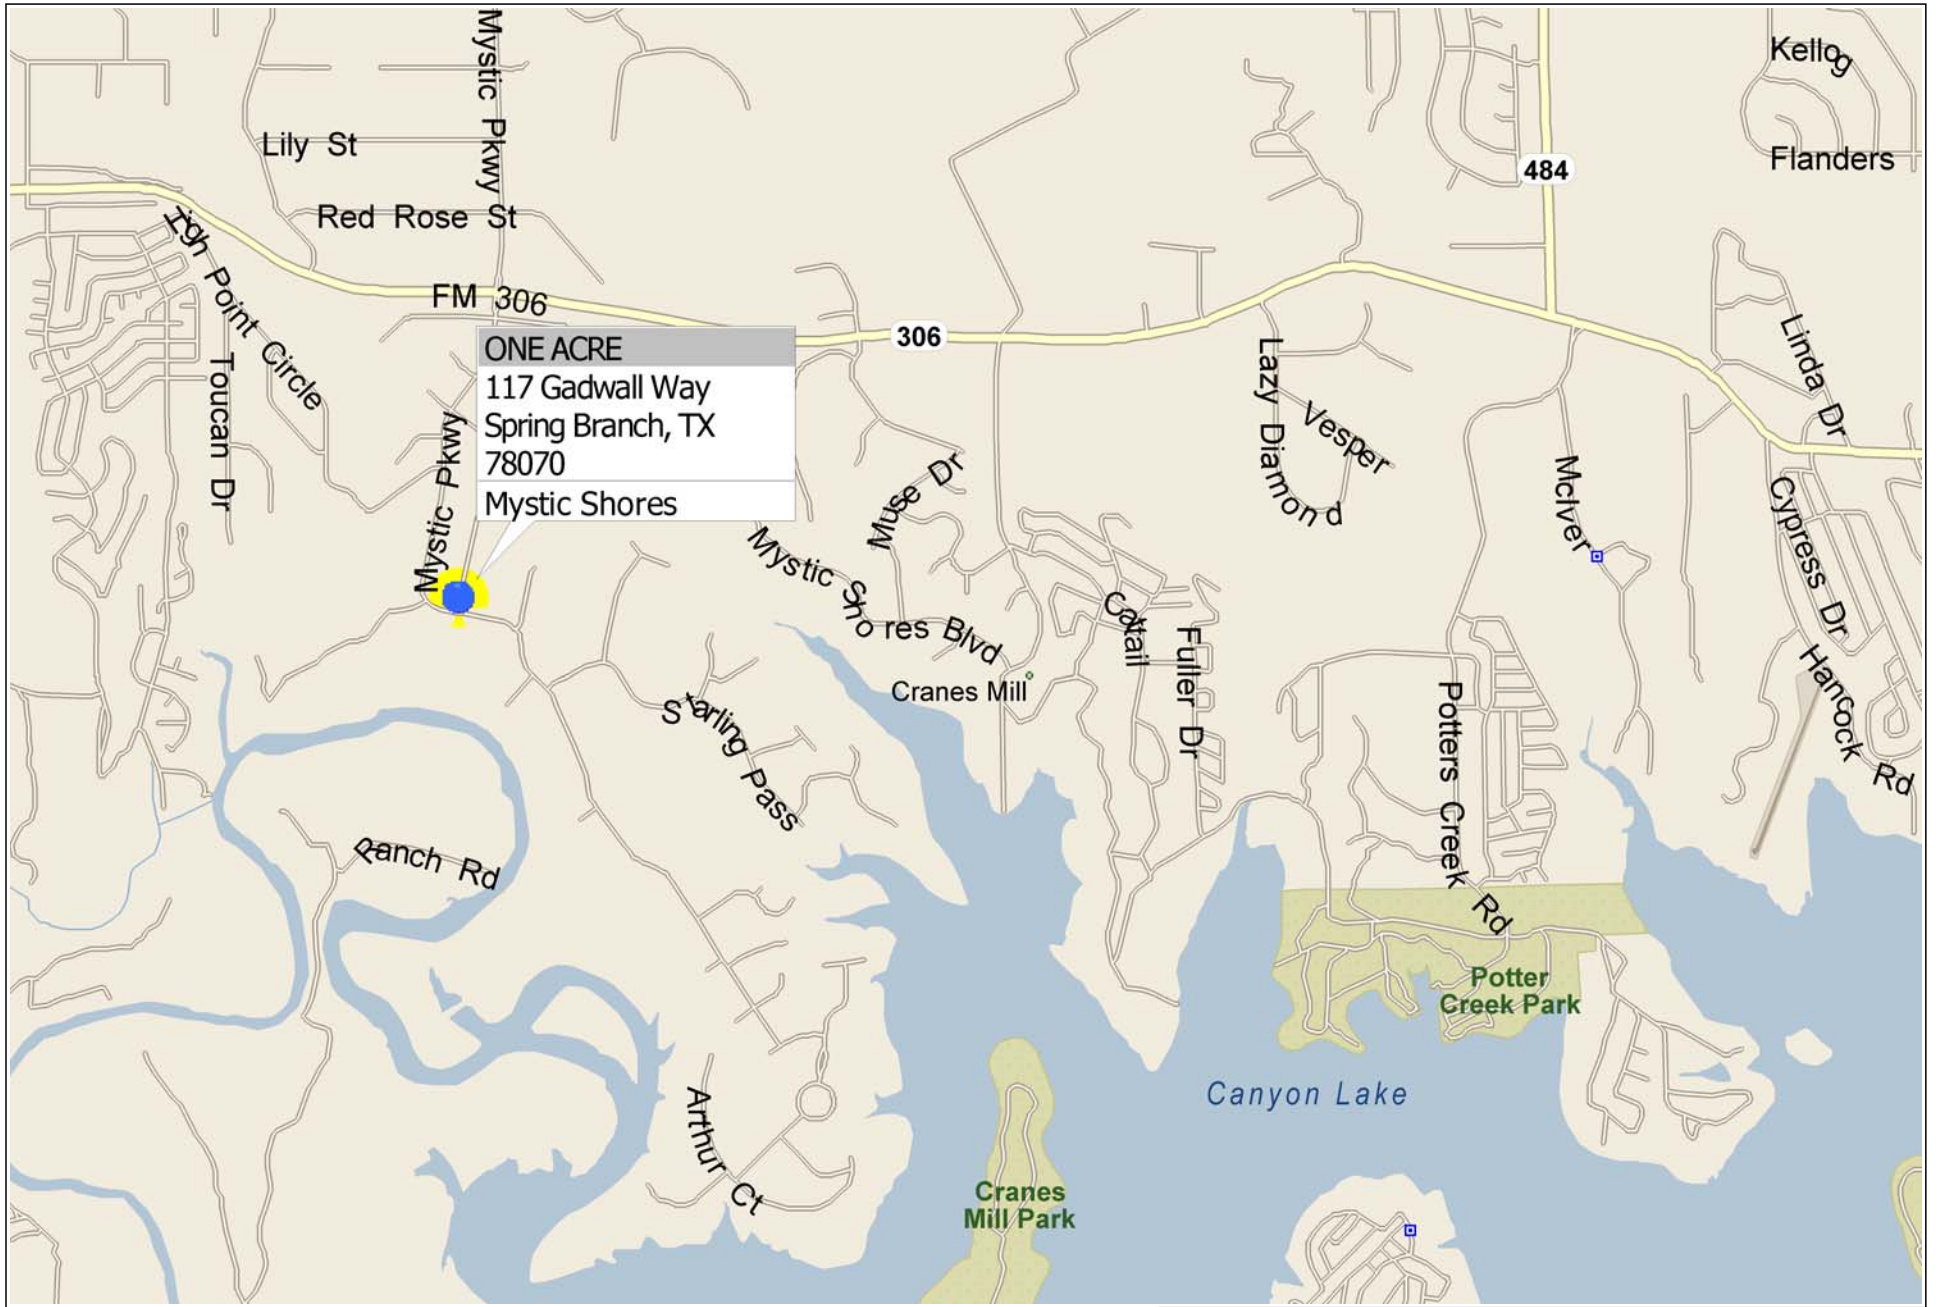 Mystic Pkwy
Kellog
Lily St
Flanders
484
Red Rose St
High Point Circle
FM 306
306
Linda Dr
Toucan Dr
ONE ACRE
117 Gadwall Way
Spring Branch, TX
78070
Mystic Shores
Lazy Diamond
Vesper
Mystic Pkwy
Muse Dr
McIver
Cypress Dr
Mystic Shores Blvd
Cattail
Fuller Dr
Hancock Rd
Cranes Mill
Starling Pass
Potters Creek Rd
Ranch Rd
Potter
Creek Park
Canyon Lake
Arthur Ct
Cranes
Mill Park